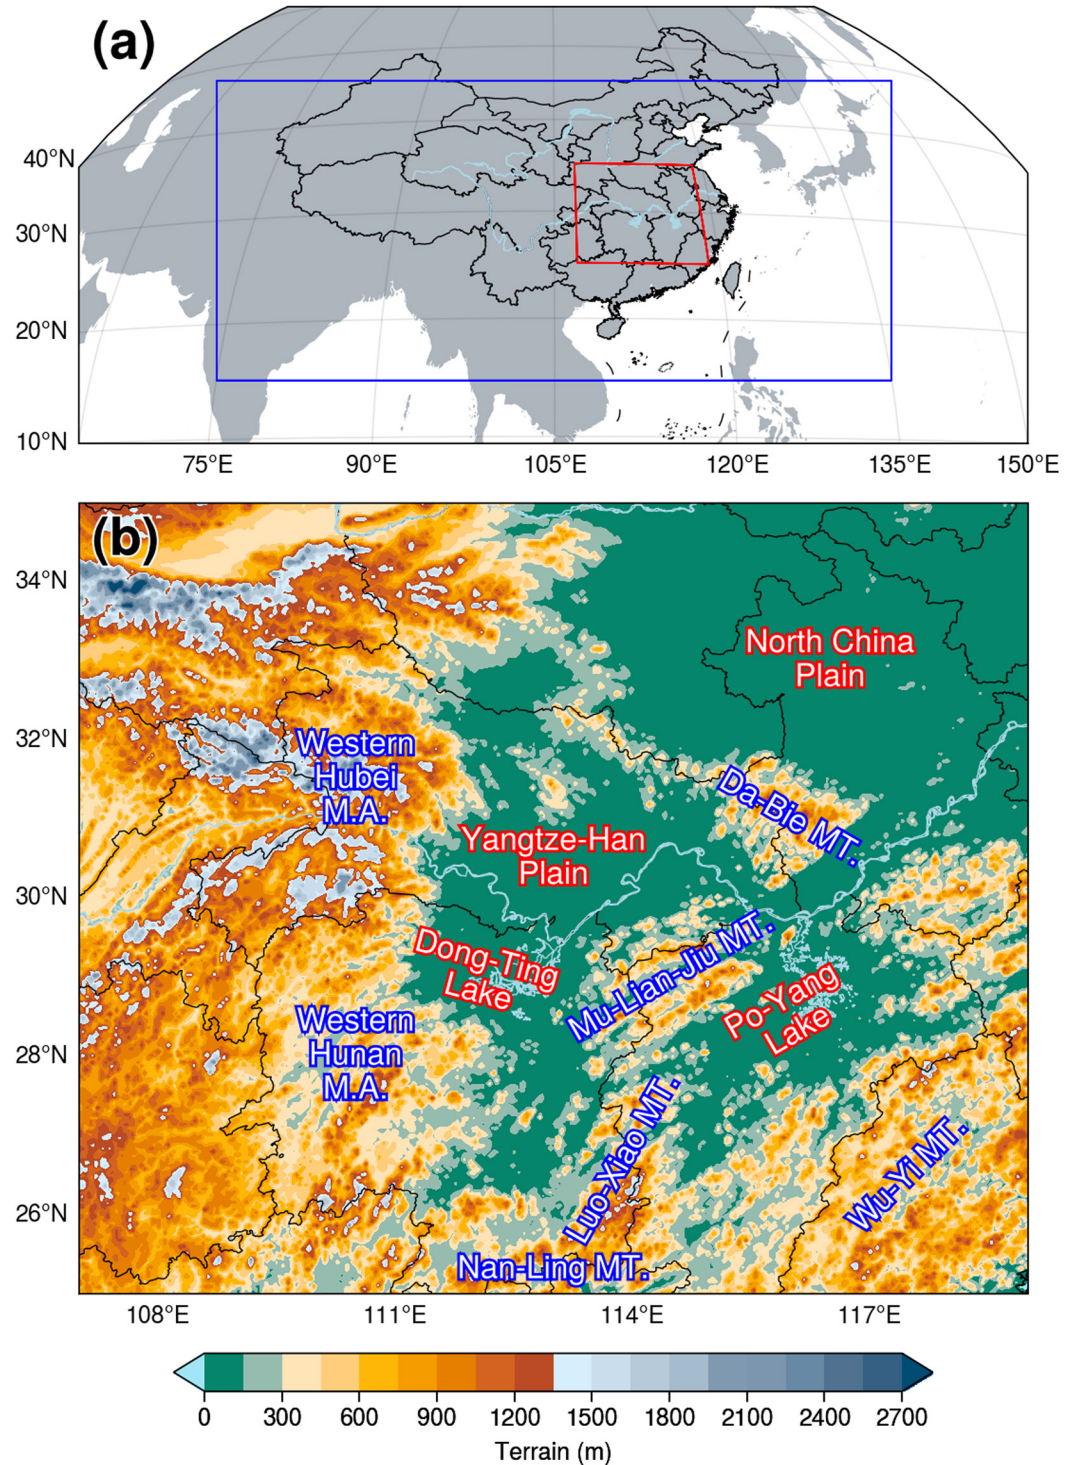 (a)
40°N
30°N
20°N
10°N
75°E
90°E
105°E
120°E
135°E
150°E
(b)
34°N
32°N
30°N
28°N
26°N
North China
Plain
Western
Hubei
M.A.
Da-Bie MT.
Yangtze-Han
Plain
Dong-Ting
Lake
Mu-Lian-Jiu MT.
Po-Yang
Lake
Western
Hunan
M.A.
Luo-Xiao MT.
Wu-Yi MT.
Nan-Ling MT.
108°E
111°E
114°E
117°E
0
300
600
900
1200
1500
1800
2100
2400
2700
Terrain (m)